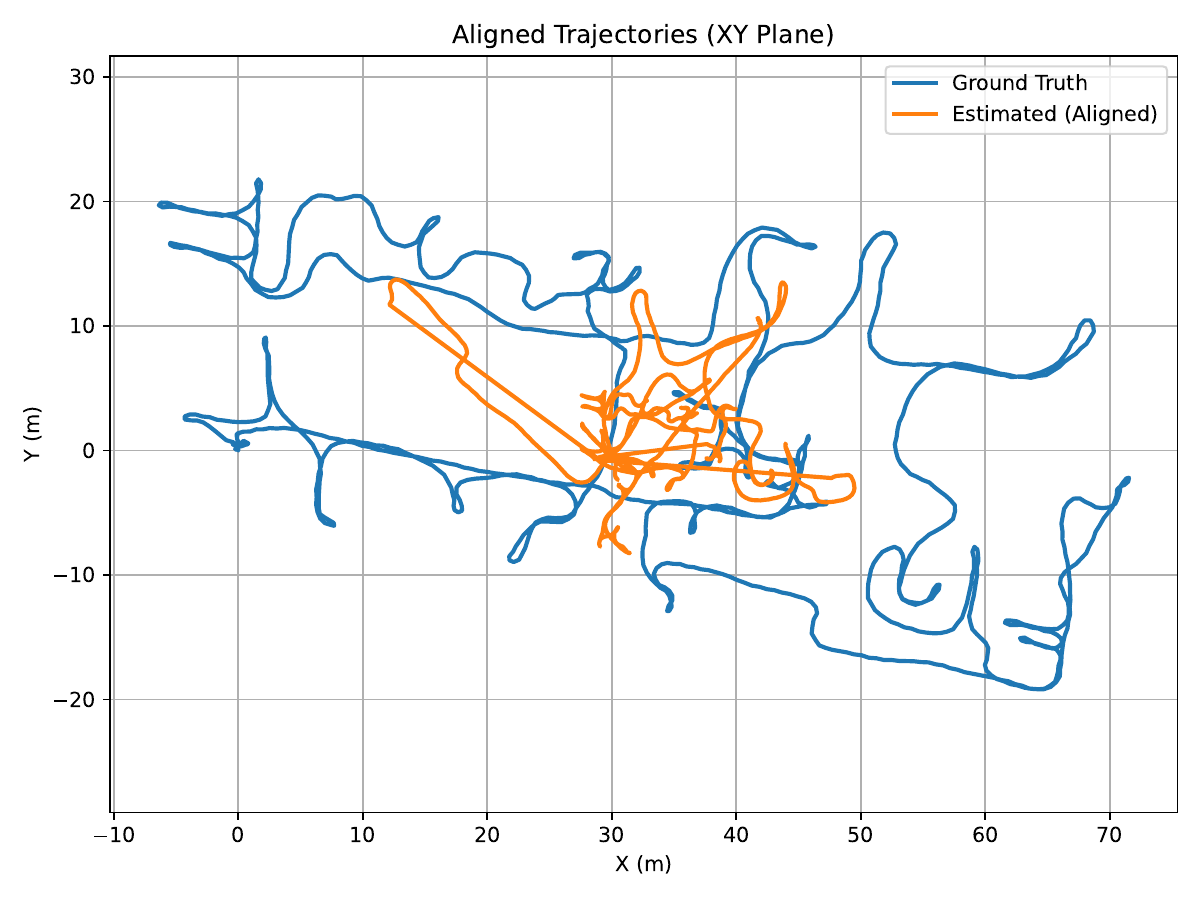 Aligned Trajectories (XY Plane)
Ground Truth
Estimated (Aligned)
30
20
10
0
−10
−20
Y (m)
−10 0 10 20 30 40 50 60 70
X (m)